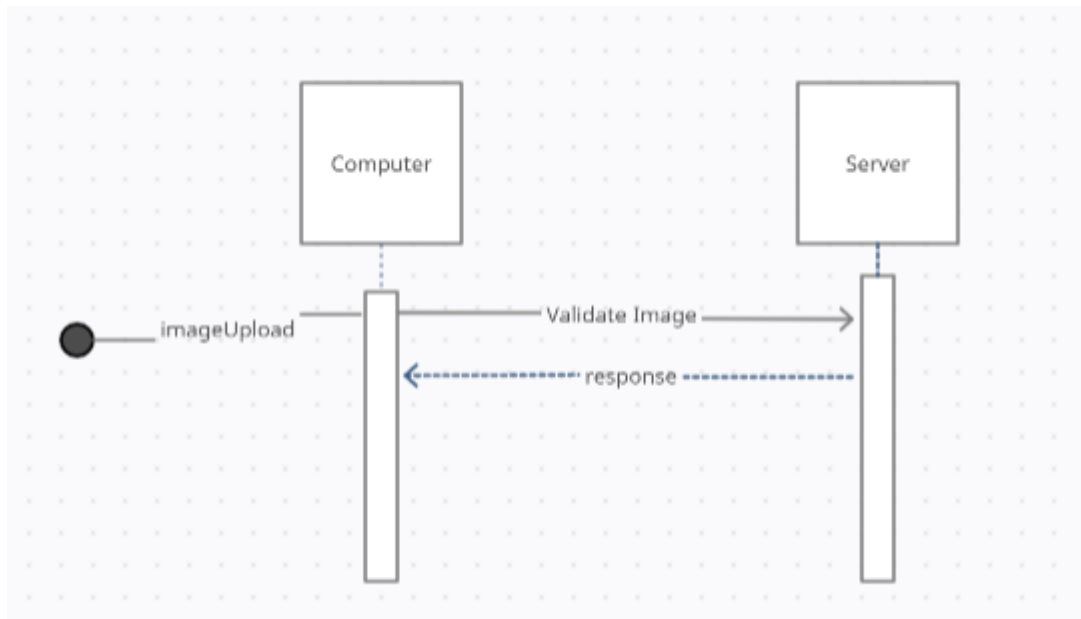 Computer
Server
imageUpload
Validate Image
response